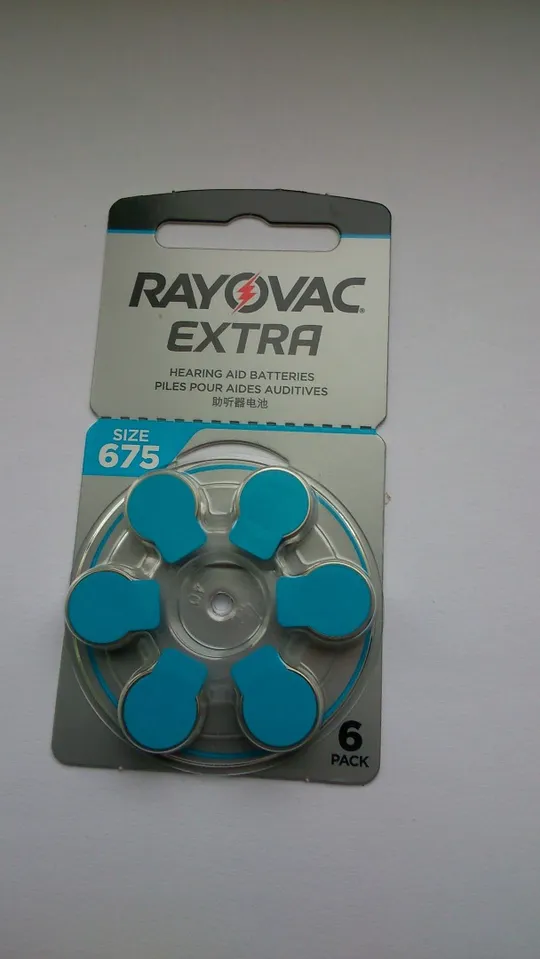 RAYOVAC
EXTRA
HEARING AID BATTERIES
PILES POUR AIDES AUDITIVES
助听器电池
SIZE
675
6
PACK